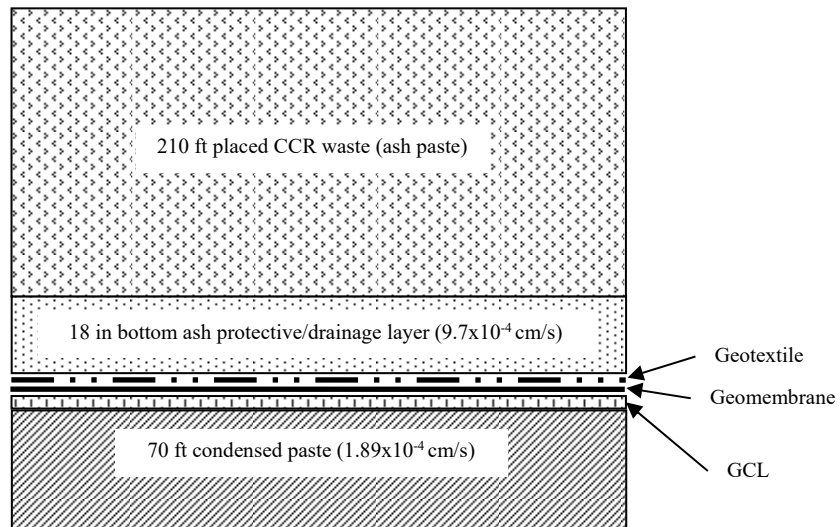 210 ft placed CCR waste (ash paste)
18 in bottom ash protective/drainage layer (9.7x10⁻⁴ cm/s)
Geotextile
Geomembrane
70 ft condensed paste (1.89x10⁻⁴ cm/s)
GCL